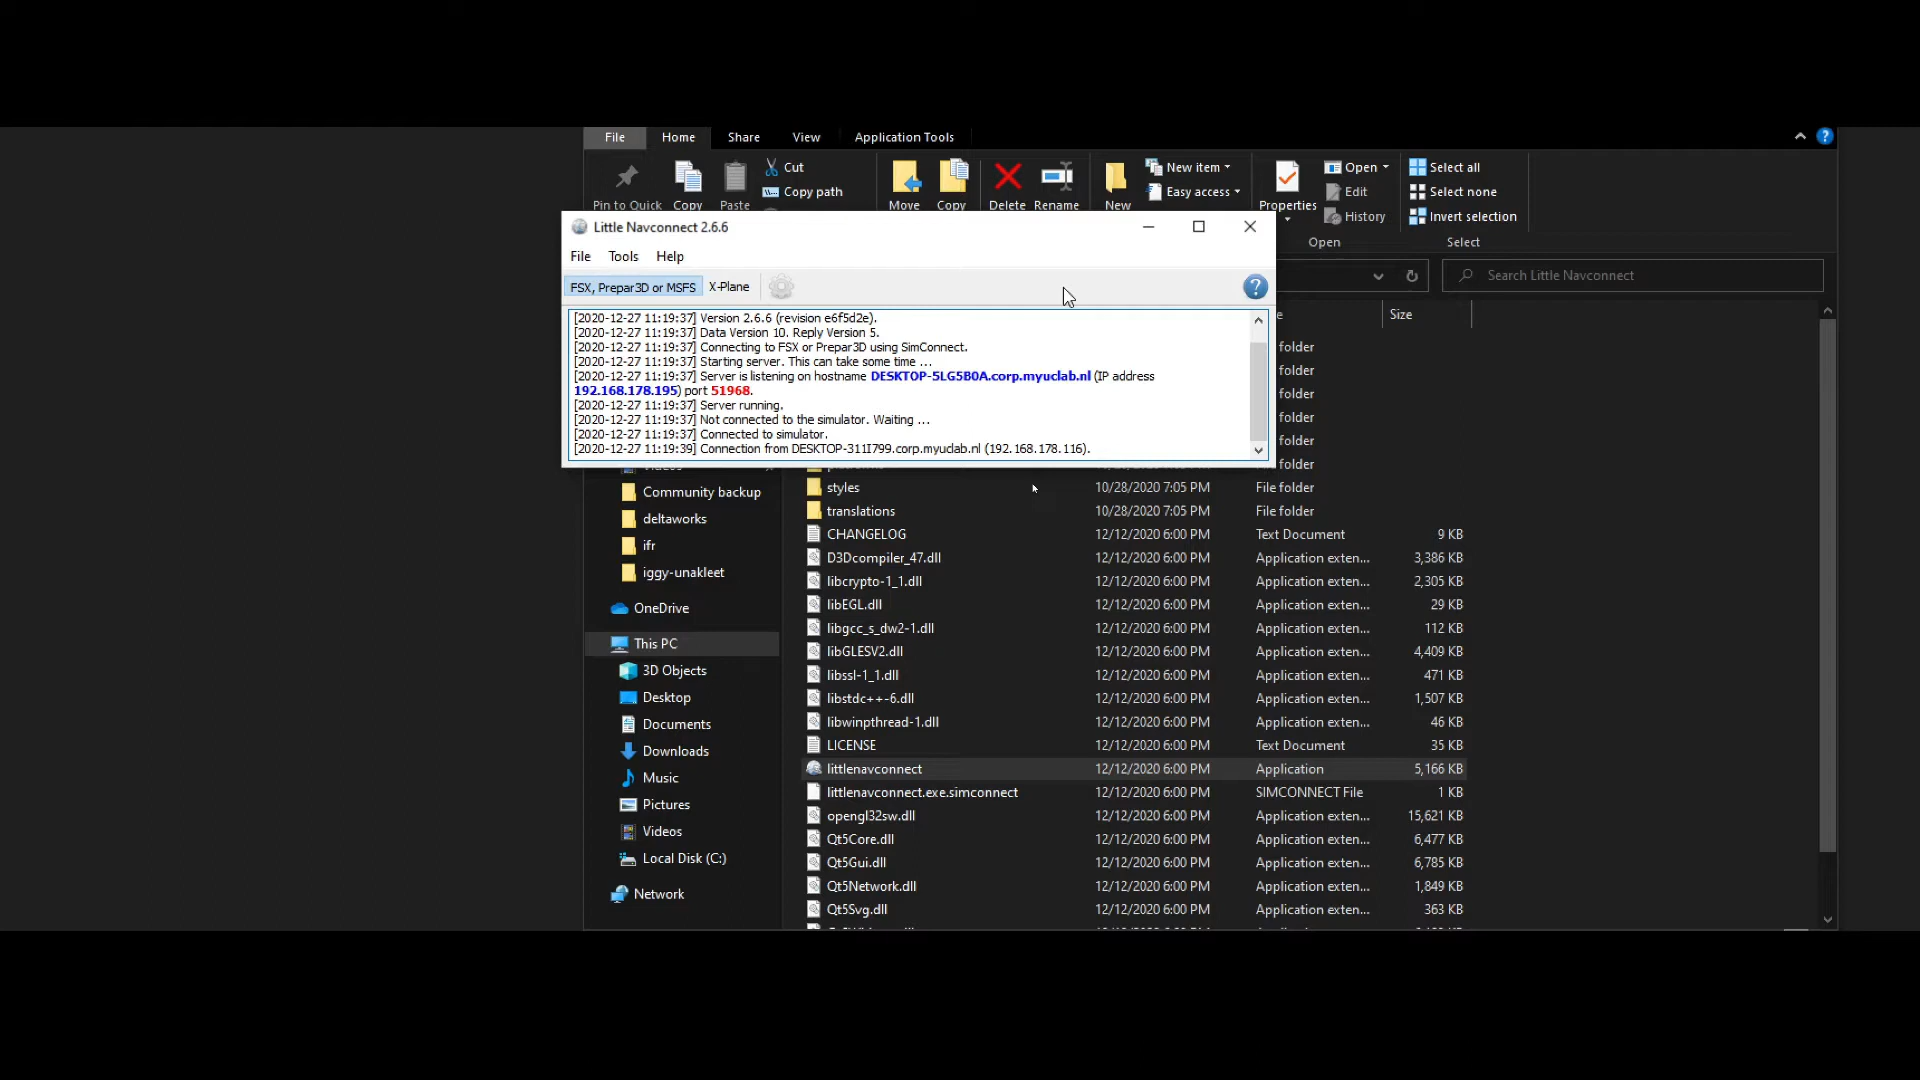 File Home Share View Application Tools
Cut
Copy path
New item
Easy access
Open
Edit
History
Select all
Select none
Invert selection
Pin to Quick Copy Paste Move Copy Delete Rename New Properties
Open Select
Little Navconnect 2.6.6
File Tools Help
FSX, Prepar3D or MSFS X-Plane
Search Little Navconnect
[2020-12-27 11:19:37] Version 2.6.6 (revision e6f5d2e).
[2020-12-27 11:19:37] Data Version 10. Reply Version 5.
[2020-12-27 11:19:37] Connecting to FSX or Prepar3D using SimConnect.
[2020-12-27 11:19:37] Starting server. This can take some time ...
[2020-12-27 11:19:37] Server is listening on hostname DESKTOP-5LG5B0A.corp.myuclab.nl (IP address
192.168.178.195) port 51968.
[2020-12-27 11:19:37] Server running.
[2020-12-27 11:19:37] Not connected to the simulator. Waiting ...
[2020-12-27 11:19:37] Connected to simulator.
[2020-12-27 11:19:39] Connection from DESKTOP-311I799.corp.myuclab.nl (192.168.178.116).
Size
folder
folder
folder
folder
folder
folder
Community backup
deltaworks
ifr
iggy-unakleet
OneDrive
This PC
3D Objects
Desktop
Documents
Downloads
Music
Pictures
Videos
Local Disk (C:)
Network
styles 10/28/2020 7:05 PM File folder
translations 10/28/2020 7:05 PM File folder
CHANGELOG 12/12/2020 6:00 PM Text Document 9 KB
D3Dcompiler_47.dll 12/12/2020 6:00 PM Application exten... 3,386 KB
libcrypto-1_1.dll 12/12/2020 6:00 PM Application exten... 2,305 KB
libEGL.dll 12/12/2020 6:00 PM Application exten... 29 KB
libgcc_s_dw2-1.dll 12/12/2020 6:00 PM Application exten... 112 KB
libGLESV2.dll 12/12/2020 6:00 PM Application exten... 4,409 KB
libssl-1_1.dll 12/12/2020 6:00 PM Application exten... 471 KB
libstdc++-6.dll 12/12/2020 6:00 PM Application exten... 1,507 KB
libwinpthread-1.dll 12/12/2020 6:00 PM Application exten... 46 KB
LICENSE 12/12/2020 6:00 PM Text Document 35 KB
littlenavconnect 12/12/2020 6:00 PM Application 5,166 KB
littlenavconnect.exe.simconnect 12/12/2020 6:00 PM SIMCONNECT File 1 KB
opengl32sw.dll 12/12/2020 6:00 PM Application exten... 15,621 KB
Qt5Core.dll 12/12/2020 6:00 PM Application exten... 6,477 KB
Qt5Gui.dll 12/12/2020 6:00 PM Application exten... 6,785 KB
Qt5Network.dll 12/12/2020 6:00 PM Application exten... 1,849 KB
Qt5Svg.dll 12/12/2020 6:00 PM Application exten... 363 KB